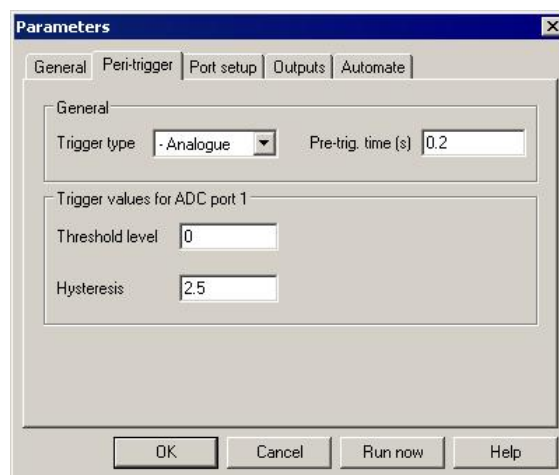 Parameters
General Peri-trigger Port setup Outputs Automate
General
Trigger type - Analogue Pre-trig. time (s) 0.2
Trigger values for ADC port 1
Threshold level 0
Hysteresis 2.5
OK Cancel Run now Help